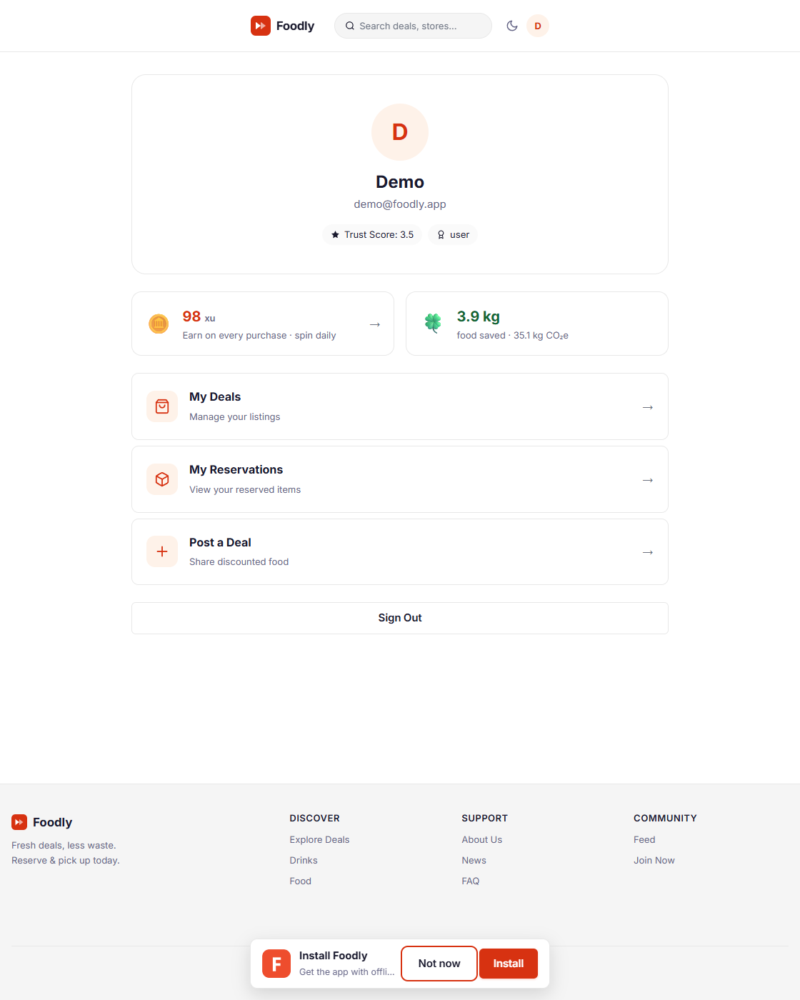 Foodly
Search deals, stores...
D
D
Demo
demo@foodly.app
Trust Score: 3.5
user
98 xu
Earn on every purchase · spin daily
→
3.9 kg
food saved · 35.1 kg CO₂e
My Deals
Manage your listings
→
My Reservations
View your reserved items
→
Post a Deal
Share discounted food
→
Sign Out
Foodly
Fresh deals, less waste.
Reserve & pick up today.
DISCOVER
Explore Deals
Drinks
Food
SUPPORT
About Us
News
FAQ
COMMUNITY
Feed
Join Now
F
Install Foodly
Get the app with offli...
Not now
Install